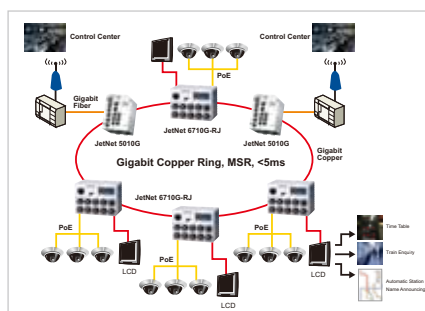 Control Center
Control Center
PoE
Gigabit
Fiber
JetNet 6710G-RJ
JetNet 5010G
JetNet 5010G
Gigabit
Copper
Gigabit Copper Ring, MSR, <5ms
JetNet 6710G-RJ
PoE
PoE
PoE
LCD
LCD
LCD
Time Table
Train Enquiry
Automatic Station
Name Announcing